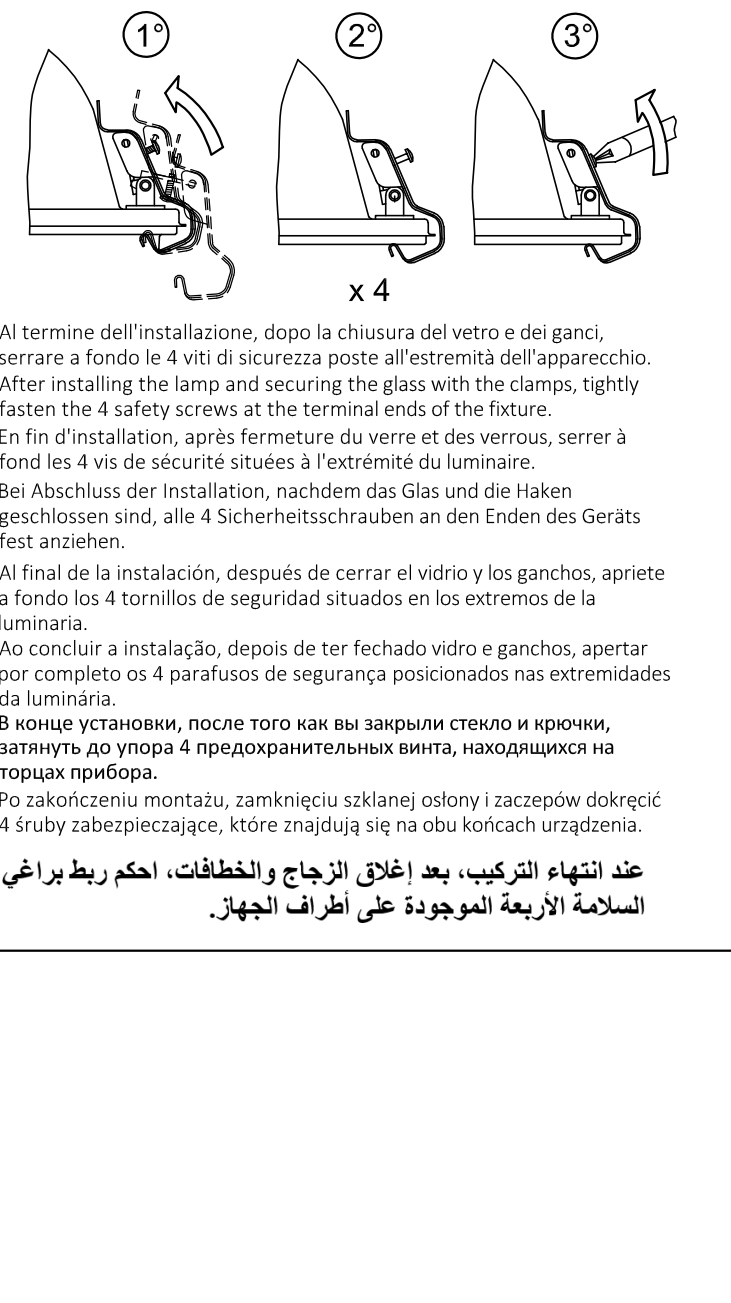 1° 2° 3°
x 4
Al termine dell'installazione, dopo la chiusura del vetro e dei ganci,
serrare a fondo le 4 viti di sicurezza poste all'estremità dell'apparecchio.
After installing the lamp and securing the glass with the clamps, tightly
fasten the 4 safety screws at the terminal ends of the fixture.
En fin d'installation, après fermeture du verre et des verrous, serrer à
fond les 4 vis de sécurité situées à l'extrémité du luminaire.
Bei Abschluss der Installation, nachdem das Glas und die Haken
geschlossen sind, alle 4 Sicherheitsschrauben an den Enden des Geräts
fest anziehen.
Al final de la instalación, después de cerrar el vidrio y los ganchos, apriete
a fondo los 4 tornillos de seguridad situados en los extremos de la
luminaria.
Ao concluir a instalação, depois de ter fechado vidro e ganchos, apertar
por completo os 4 parafusos de segurança posicionados nas extremidades
da luminária.
В конце установки, после того как вы закрыли стекло и крючки,
затянуть до упора 4 предохранительных винта, находящихся на
торцах прибора.
Po zakończeniu montażu, zamknięciu szklanej osłony i zaczepów dokręcić
4 śruby zabezpieczające, które znajdują się na obu końcach urządzenia.
عند انتهاء التركيب، بعد إغلاق الزجاج والخطافات، احكم ربط براغي
السلامة الأربعة الموجودة على أطراف الجهاز.